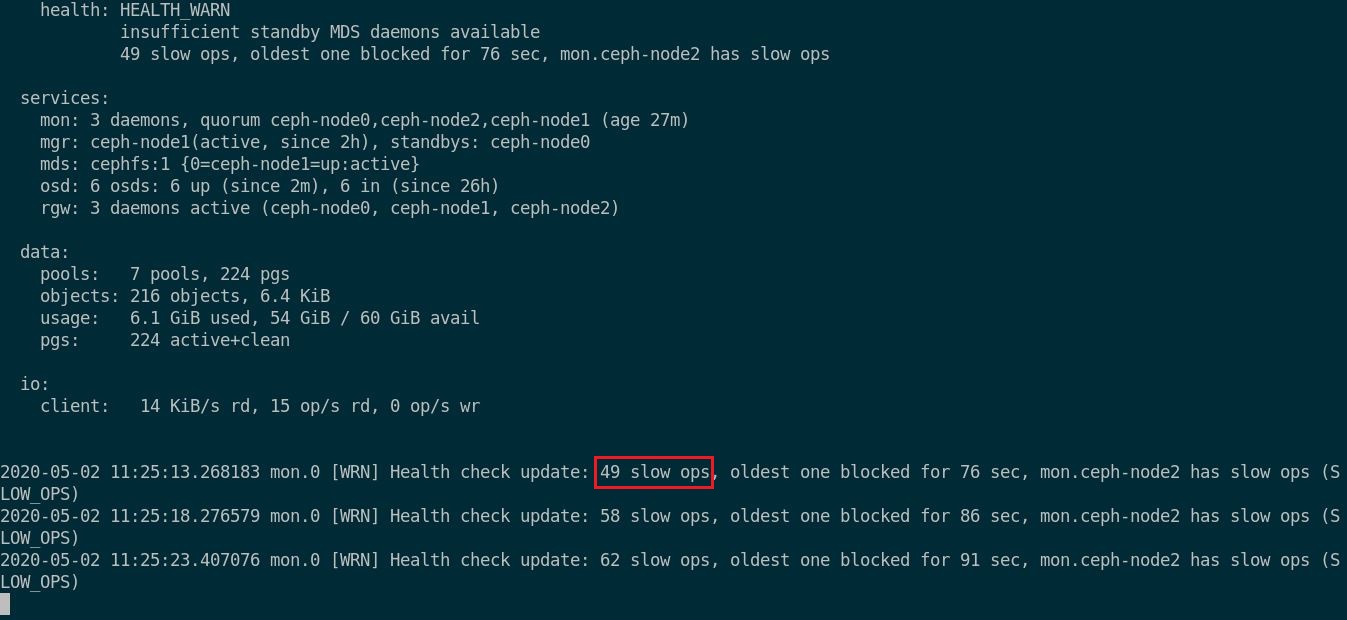 health: HEALTH_WARN
insufficient standby MDS daemons available
49 slow ops, oldest one blocked for 76 sec, mon.ceph-node2 has slow ops
services:
mon: 3 daemons, quorum ceph-node0,ceph-node2,ceph-node1 (age 27m)
mgr: ceph-node1(active, since 2h), standbys: ceph-node0
mds: cephfs:1 {0=ceph-node1=up:active}
osd: 6 osds: 6 up (since 2m), 6 in (since 26h)
rgw: 3 daemons active (ceph-node0, ceph-node1, ceph-node2)
data:
pools:   7 pools, 224 pgs
objects: 216 objects, 6.4 KiB
usage:   6.1 GiB used, 54 GiB / 60 GiB avail
pgs:     224 active+clean
io:
client:   14 KiB/s rd, 15 op/s rd, 0 op/s wr
2020-05-02 11:25:13.268183 mon.0 [WRN] Health check update: 49 slow ops, oldest one blocked for 76 sec, mon.ceph-node2 has slow ops (S
LOW_OPS)
2020-05-02 11:25:18.276579 mon.0 [WRN] Health check update: 58 slow ops, oldest one blocked for 86 sec, mon.ceph-node2 has slow ops (S
LOW_OPS)
2020-05-02 11:25:23.407076 mon.0 [WRN] Health check update: 62 slow ops, oldest one blocked for 91 sec, mon.ceph-node2 has slow ops (S
LOW_OPS)